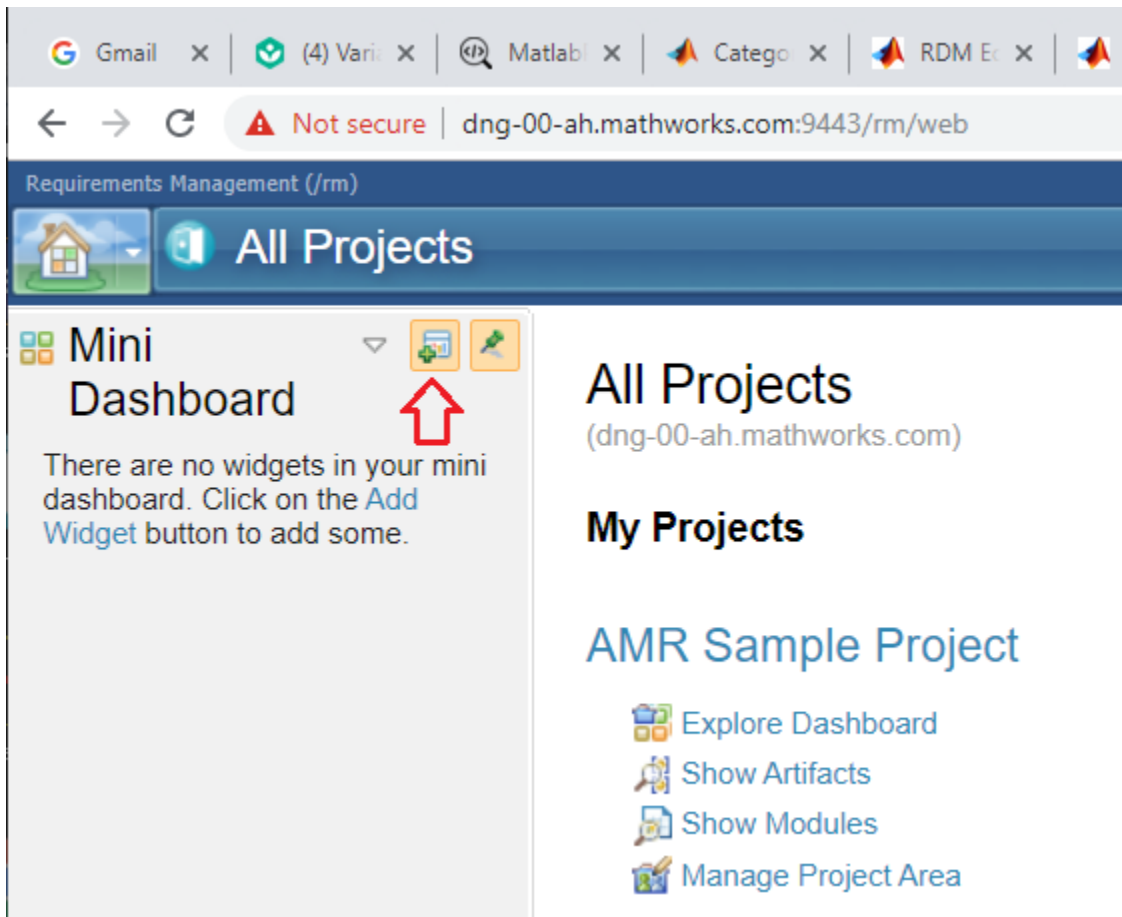 Gmail
(4) Vari
Matlab
Catego
RDM Ec
Not secure
dng-00-ah.mathworks.com:9443/rm/web
Requirements Management (/rm)
All Projects
Mini
Dashboard
There are no widgets in your mini
dashboard. Click on the Add
Widget button to add some.
All Projects
(dng-00-ah.mathworks.com)
My Projects
AMR Sample Project
Explore Dashboard
Show Artifacts
Show Modules
Manage Project Area